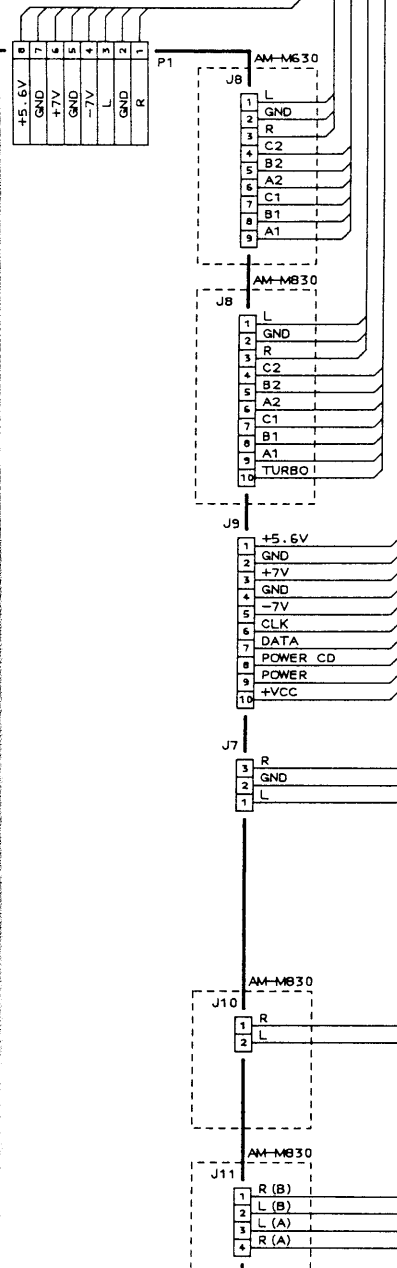 8 7 6 5 4 3 2 1
+5.6V GND +7V GND -7V L GND R
P1
AM-M630
J8
1 L
2 GND
3 R
4 C2
5 B2
6 A2
7 C1
8 B1
9 A1
AM-M830
J8
1 L
2 GND
3 R
4 C2
5 B2
6 A2
7 C1
8 B1
9 A1
10 TURBO
J9
1 +5.6V
2 GND
3 +7V
4 GND
5 -7V
6 CLK
7 DATA
8 POWER CD
9 POWER
10 +VCC
J7
3 R
2 GND
1 L
AM-M830
J10
1 R
2 L
AM-M830
J11
1 R (B)
2 L (B)
3 L (A)
4 R (A)